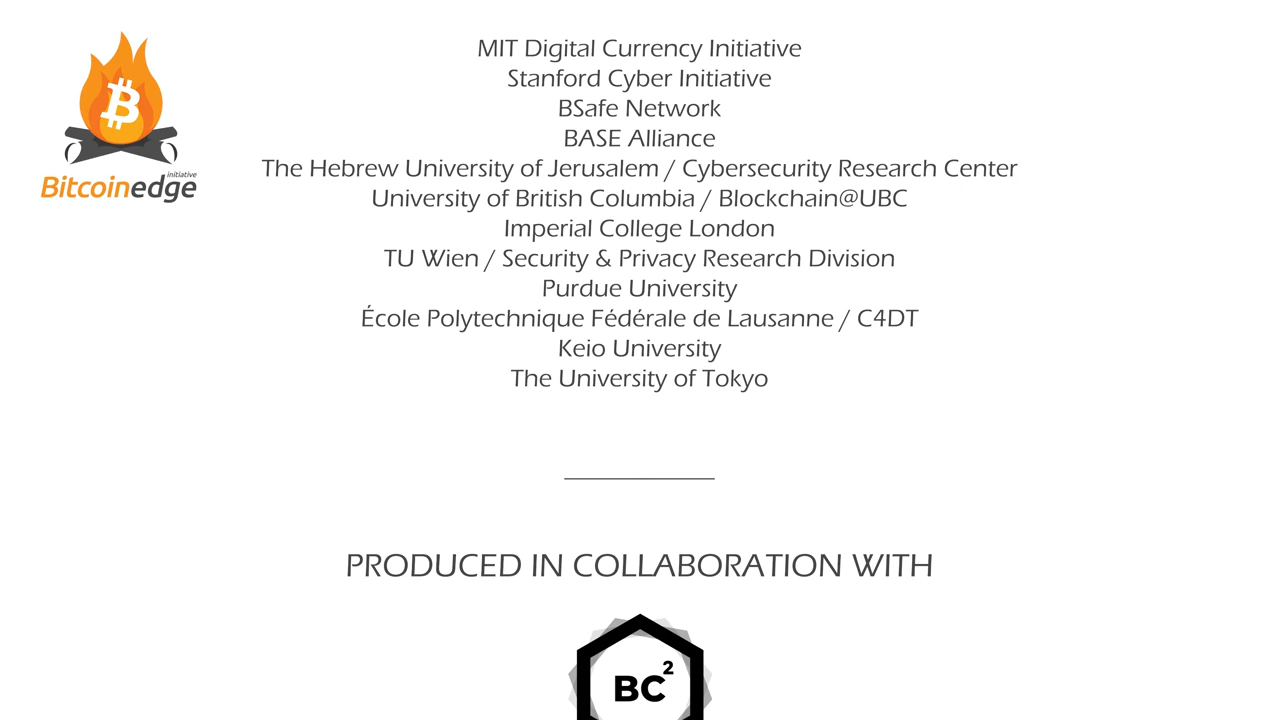 MIT Digital Currency Initiative
Stanford Cyber Initiative
BSafe Network
BASE Alliance
The Hebrew University of Jerusalem / Cybersecurity Research Center
University of British Columbia / Blockchain@UBC
Imperial College London
TU Wien / Security & Privacy Research Division
Purdue University
École Polytechnique Fédérale de Lausanne / C4DT
Keio University
The University of Tokyo
initiative
Bitcoinedge
PRODUCED IN COLLABORATION WITH
BC²